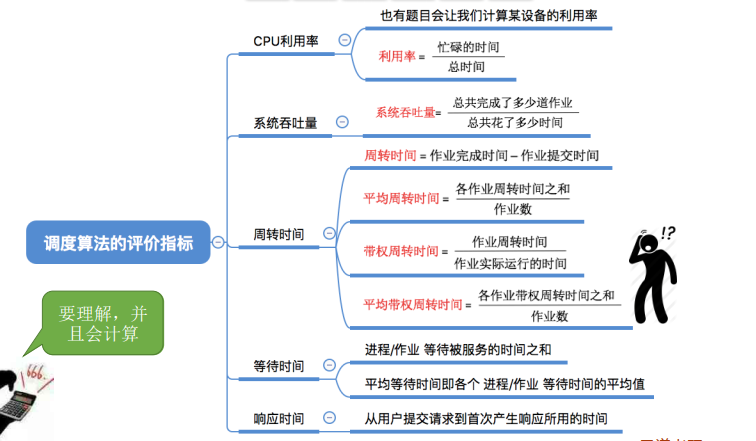 也有题目会让我们计算某设备的利用率
CPU利用率
利用率 = 忙碌的时间
总时间
系统吞吐量
系统吞吐量= 总共完成了多少道作业
总共花了多少时间
周转时间 = 作业完成时间 – 作业提交时间
平均周转时间 = 各作业周转时间之和
作业数
周转时间
带权周转时间 = 作业周转时间
作业实际运行的时间
平均带权周转时间 = 各作业带权周转时间之和
作业数
调度算法的评价指标
!?
要理解，并
且会计算
666...
等待时间
进程/作业 等待被服务的时间之和
平均等待时间即各个 进程/作业 等待时间的平均值
响应时间
从用户提交请求到首次产生响应所用的时间